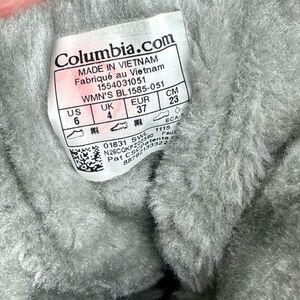 Columbia.com
MADE IN VIETNAM
Fabriqué au Vietnam
1554031051
WMN'S BL1585-051
US UK EUR CM
6 4 37 23
01831
1115